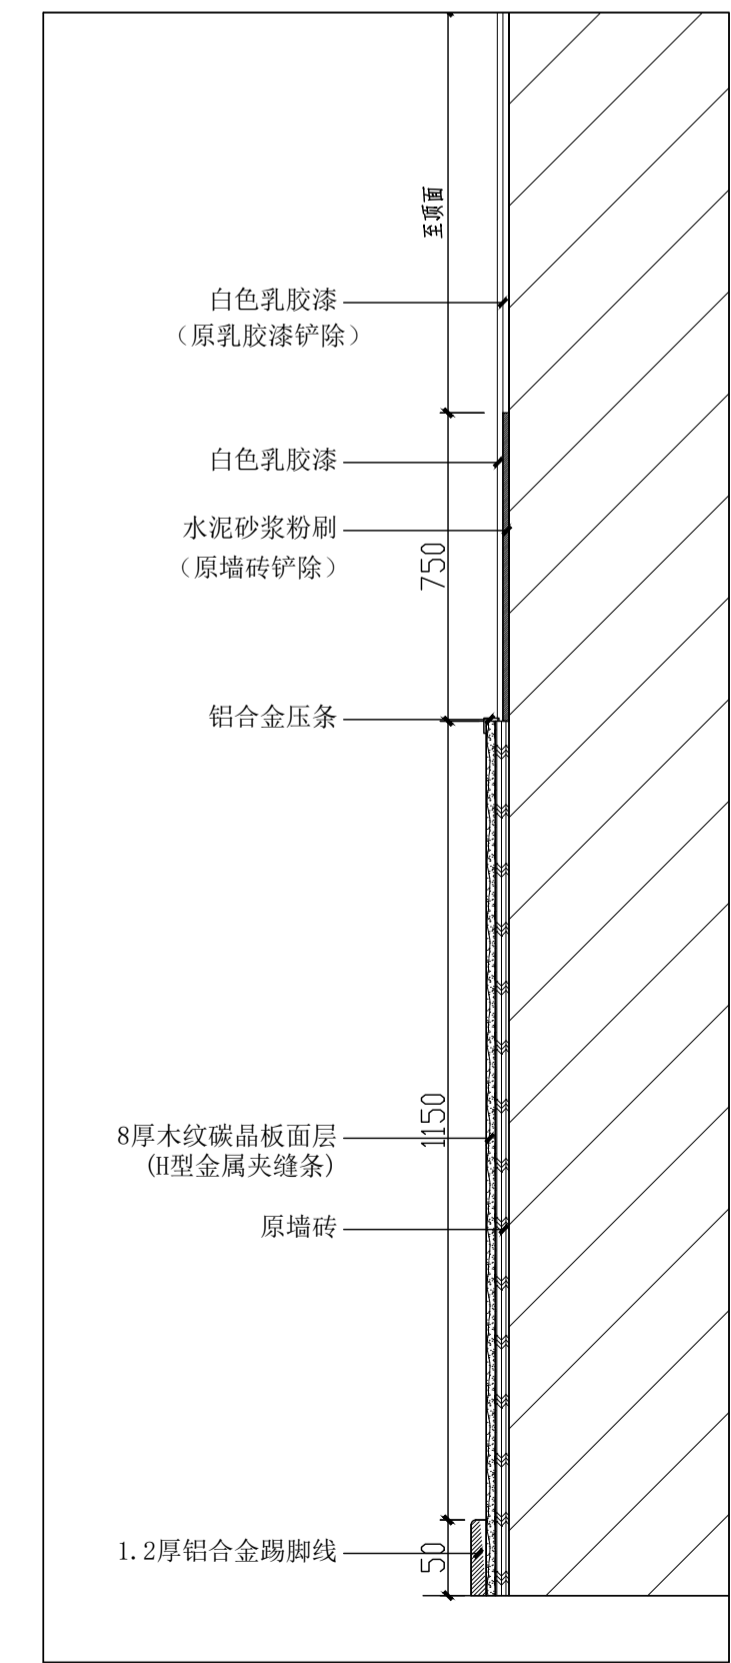 至顶面
白色乳胶漆
（原乳胶漆铲除）
白色乳胶漆
水泥砂浆粉刷
（原墙砖铲除）
750
铝合金压条
1150
8厚木纹碳晶板面层
(H型金属夹缝条)
原墙砖
1.2厚铝合金踢脚线
50